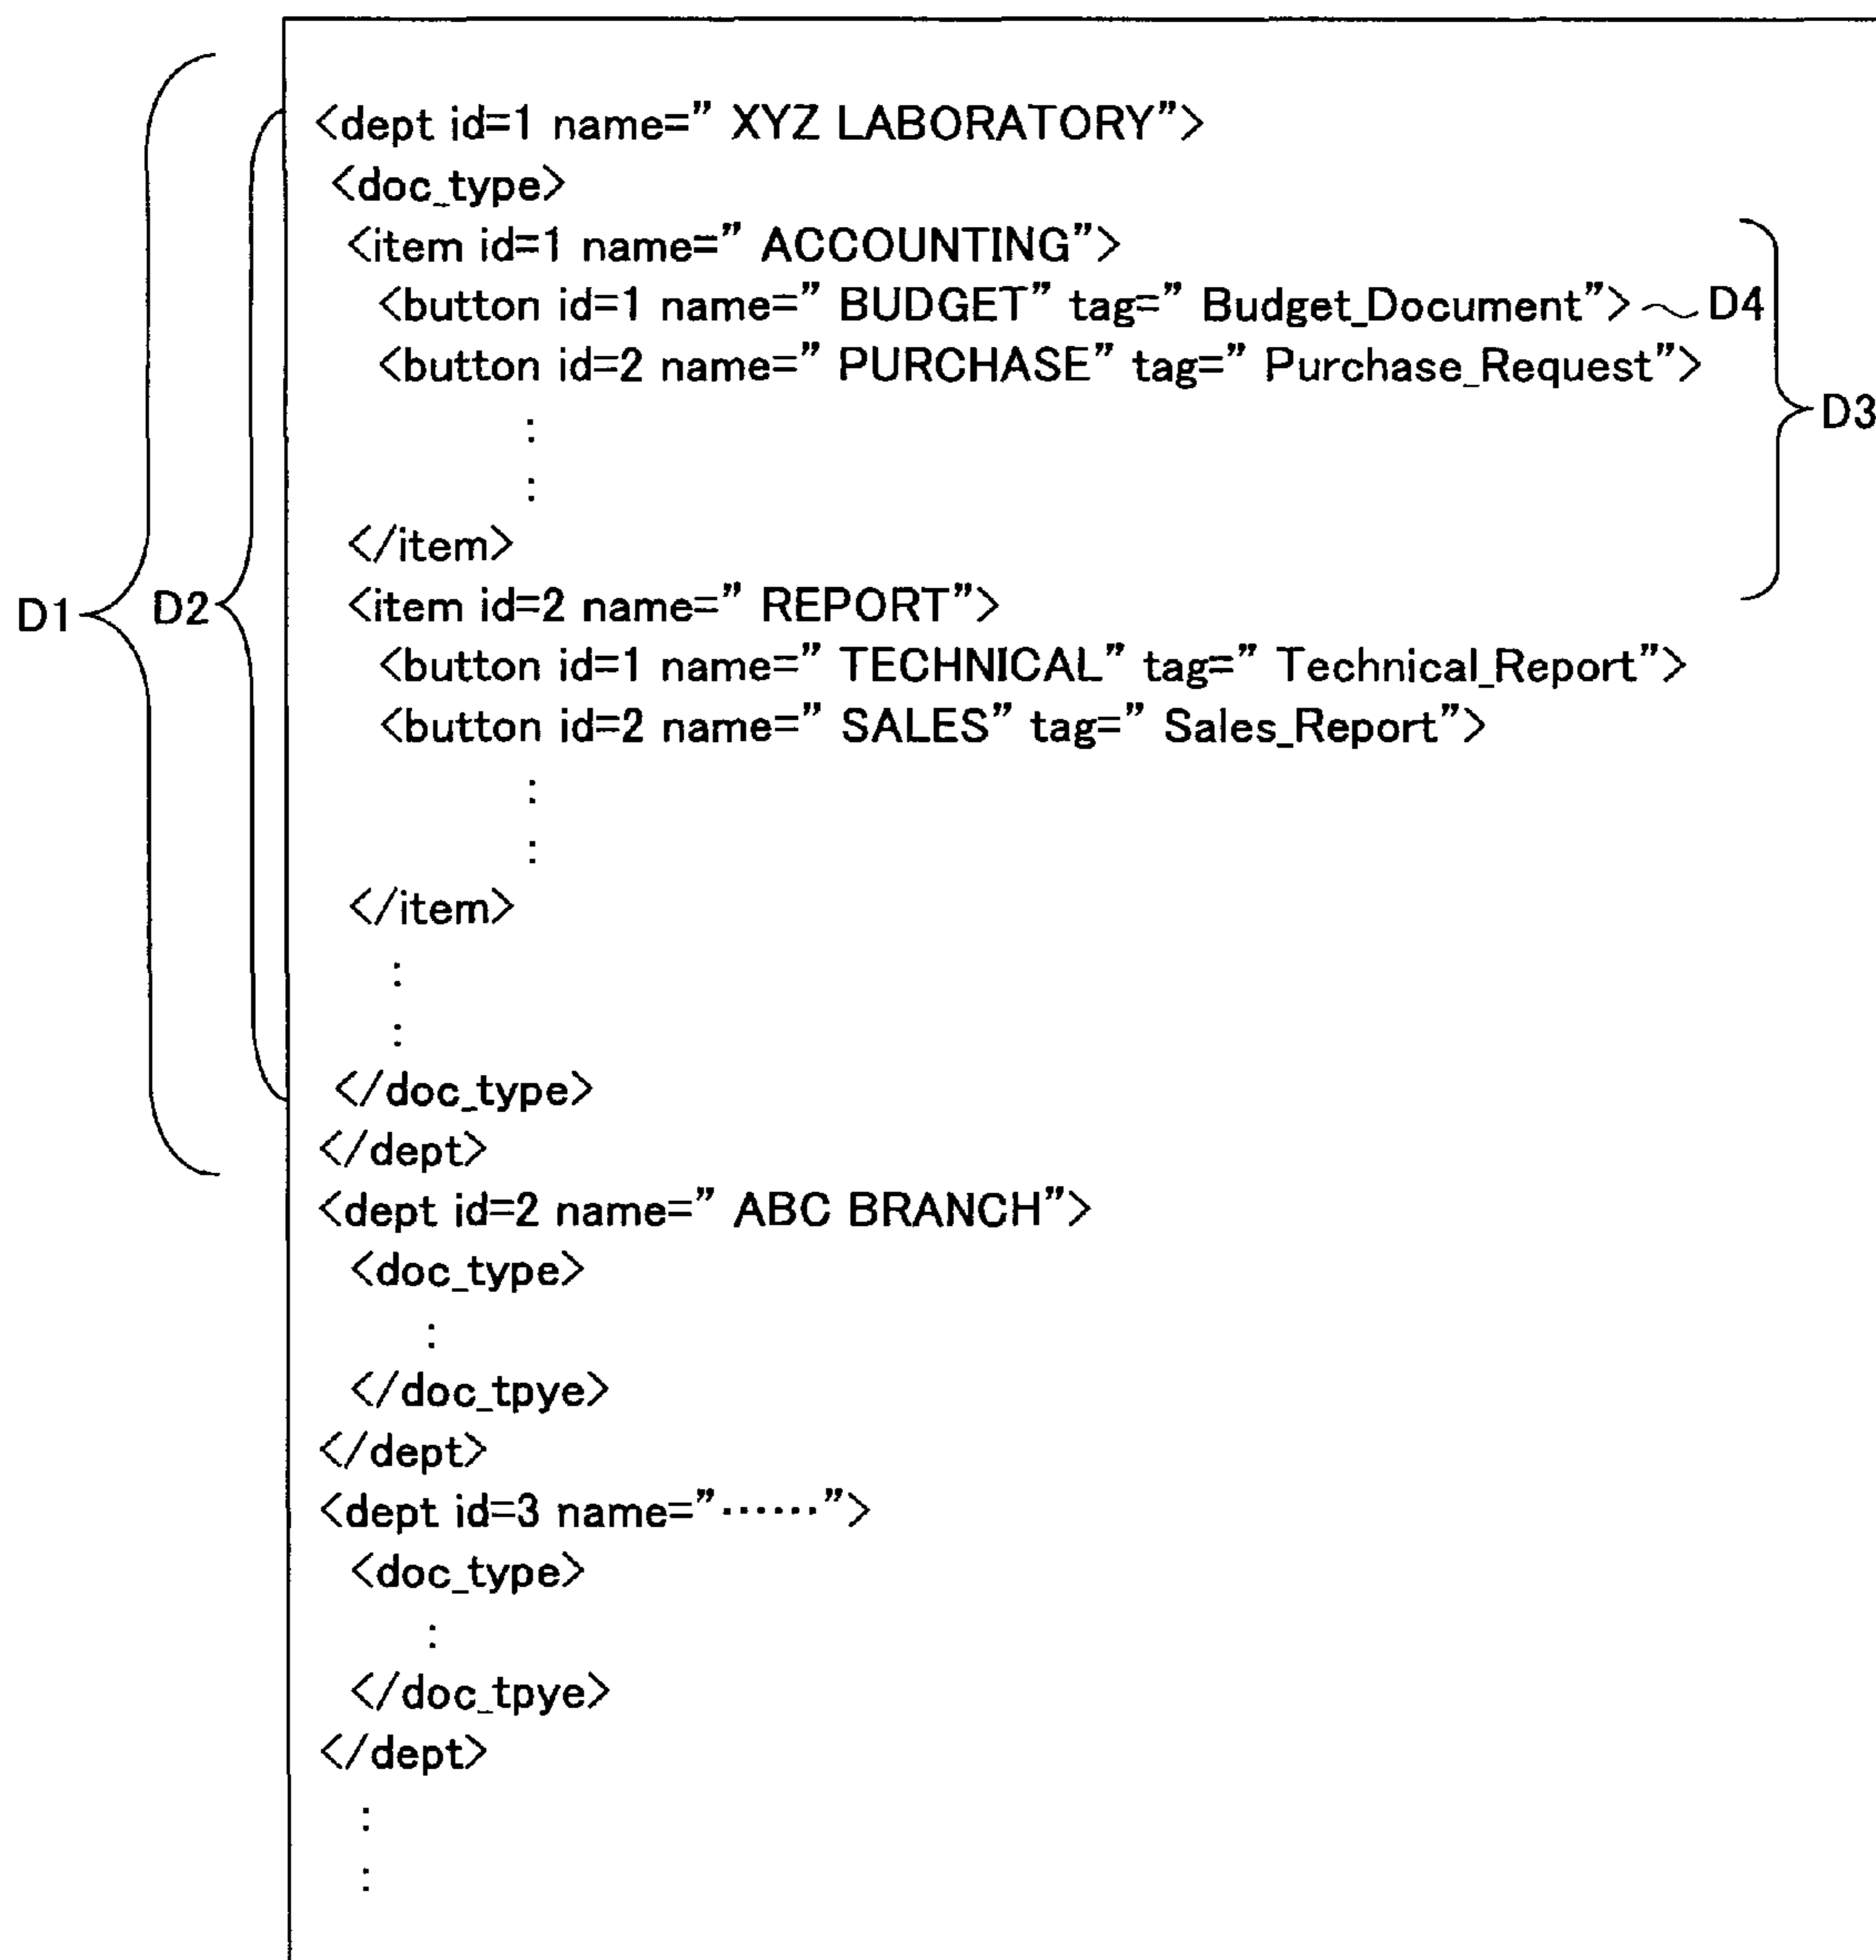 <dept id=1 name=” XYZ LABORATORY”>
<doc_type>
<item id=1 name=” ACCOUNTING”>
<button id=1 name=” BUDGET” tag=” Budget_Document”> ~ D4
<button id=2 name=” PURCHASE” tag=” Purchase_Request”>
D3
:
:
</item>
D1
D2
<item id=2 name=” REPORT”>
<button id=1 name=” TECHNICAL” tag=” Technical_Report”>
<button id=2 name=” SALES” tag=” Sales_Report”>
:
:
</item>
:
:
</doc_type>
</dept>
<dept id=2 name=” ABC BRANCH”>
<doc_type>
:
</doc_tpye>
</dept>
<dept id=3 name=”……”>
<doc_type>
:
</doc_tpye>
</dept>
:
: